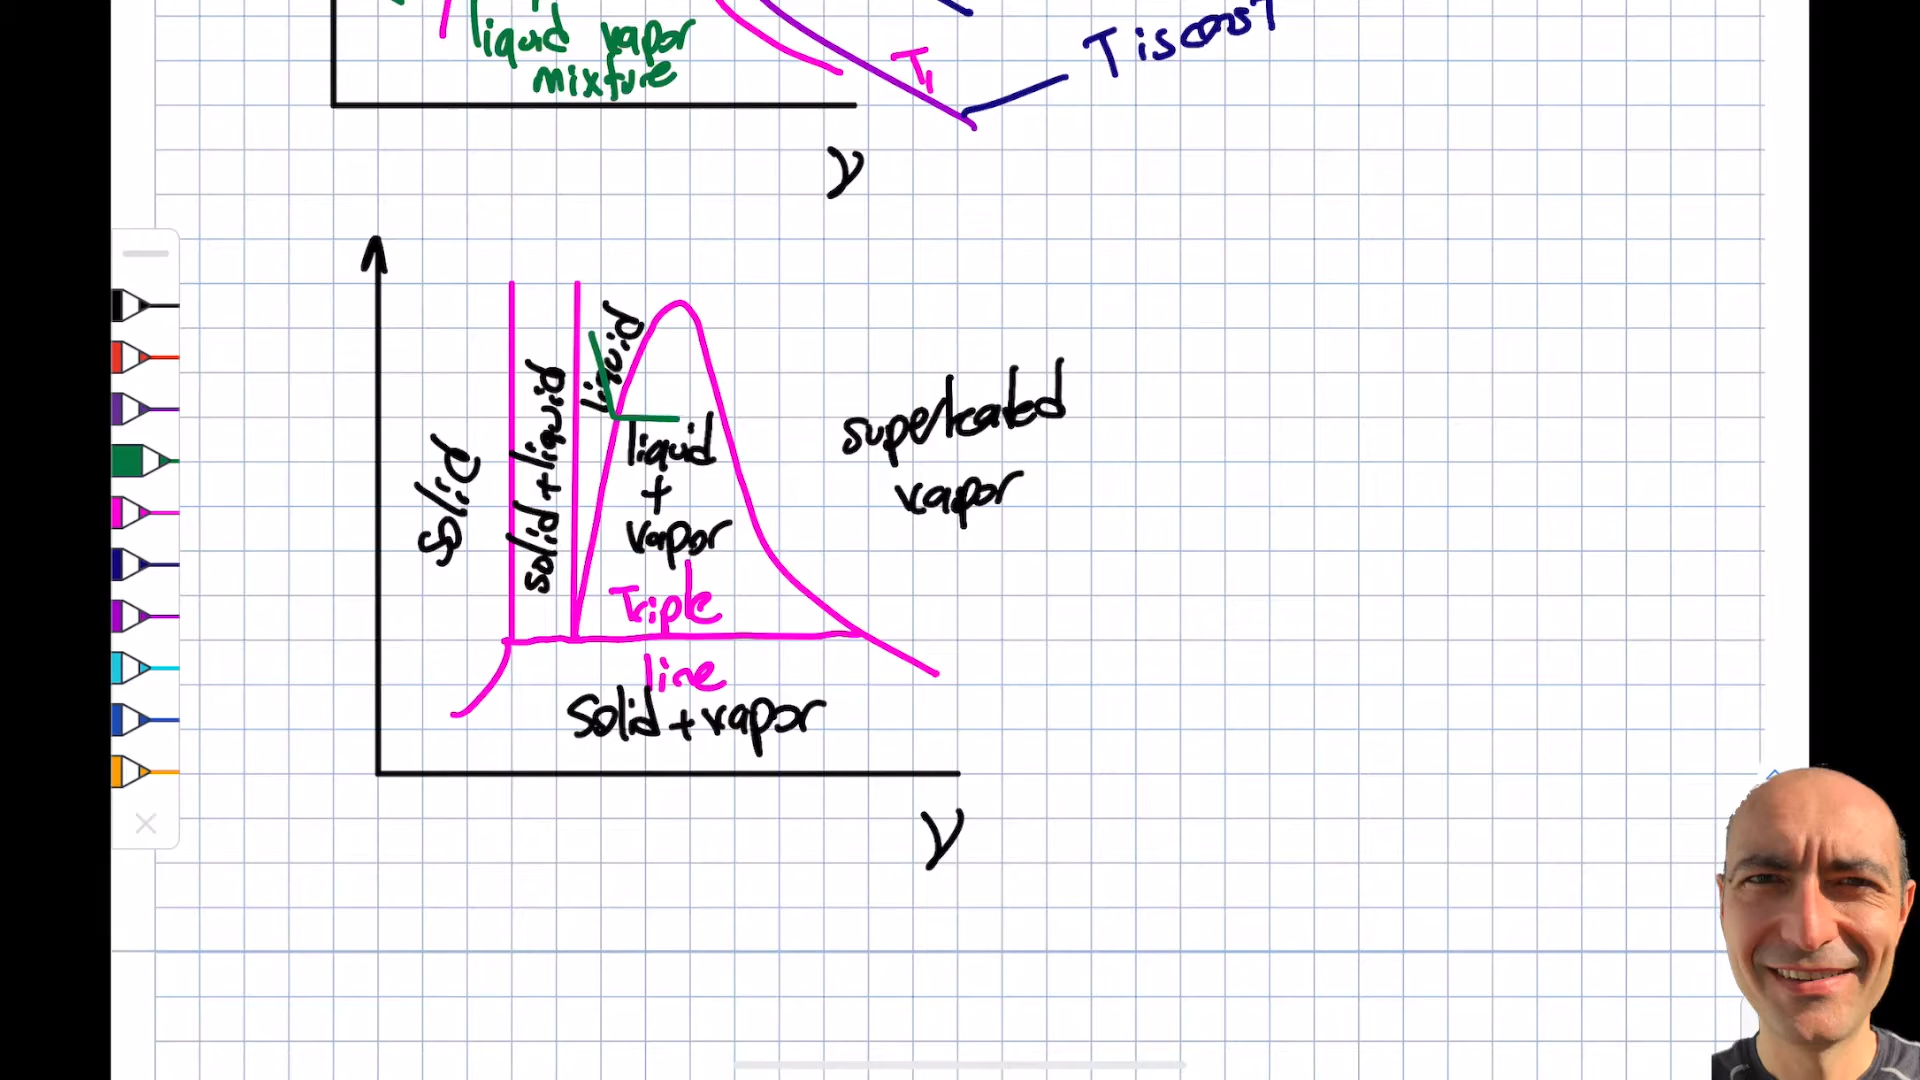 liquid vapor
mixture
T1
T is const
ν
solid
solid + liquid
liquid
liquid
+
vapor
superheated
vapor
Triple
line
solid + vapor
ν